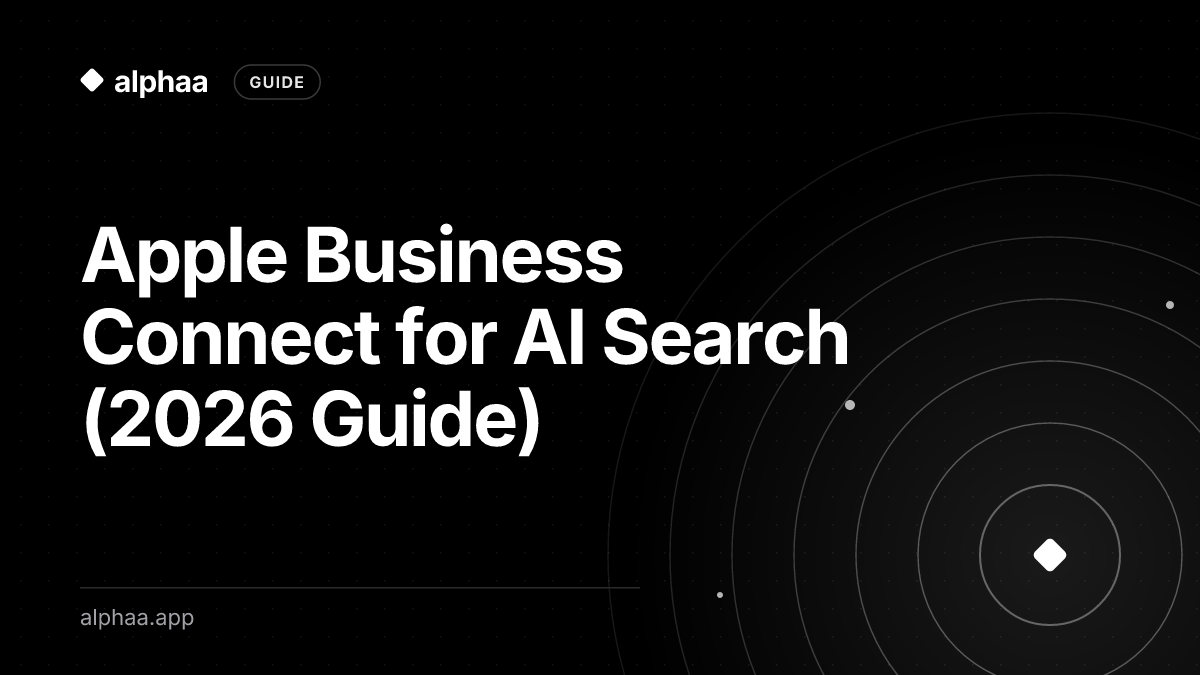 alphaa
GUIDE
Apple Business
Connect for AI Search
(2026 Guide)
alphaa.app